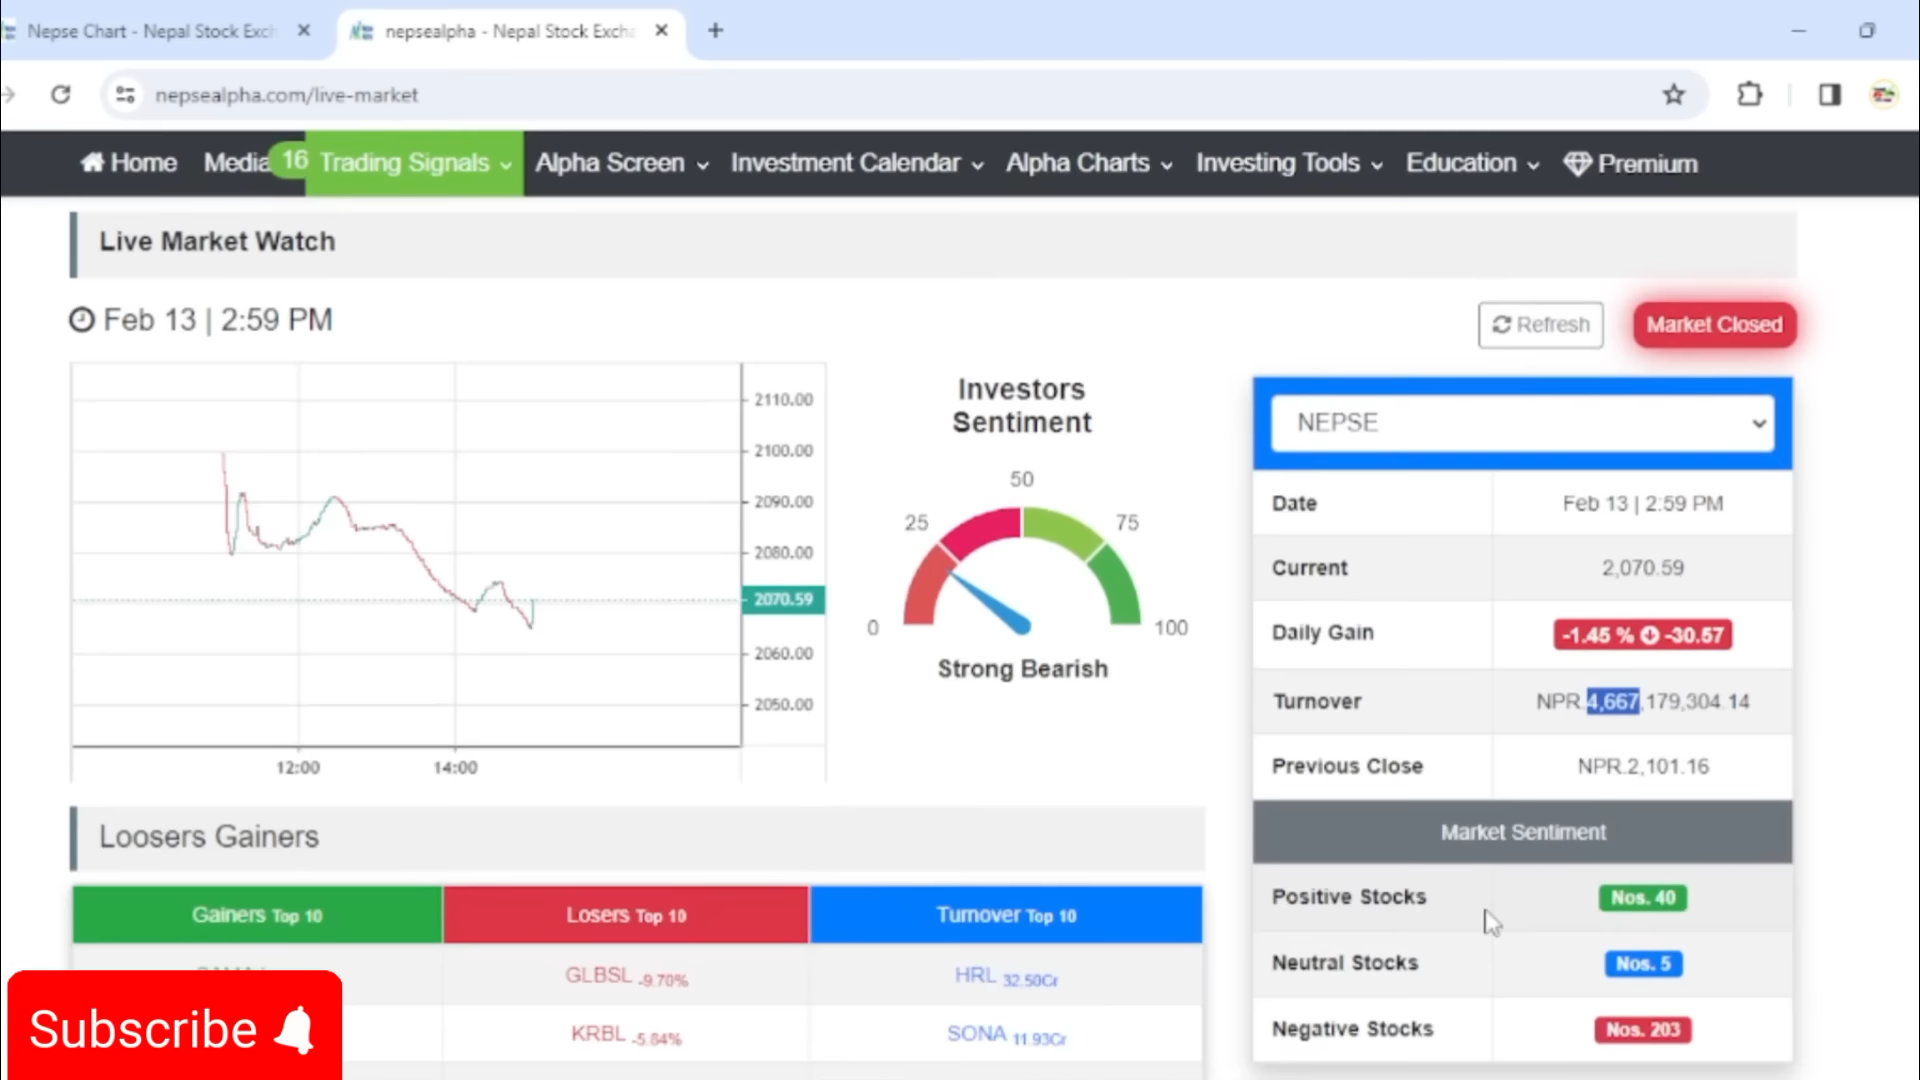 Nepse Chart - Nepal Stock Exch
nepsealpha - Nepal Stock Excha
nepsealpha.com/live-market
Home Media 16 Trading Signals Alpha Screen Investment Calendar Alpha Charts Investing Tools Education Premium
Live Market Watch
Feb 13 | 2:59 PM
Refresh
Market Closed
2110.00
2100.00
2090.00
2080.00
2070.59
2060.00
2050.00
12:00 14:00
Investors
Sentiment
0 25 50 75 100
Strong Bearish
NEPSE
Date Feb 13 | 2:59 PM
Current 2,070.59
Daily Gain -1.45 % -30.57
Turnover NPR.4,667,179,304.14
Previous Close NPR.2,101.16
Market Sentiment
Positive Stocks Nos. 40
Neutral Stocks Nos. 5
Negative Stocks Nos. 203
Loosers Gainers
Gainers Top 10 Losers Top 10 Turnover Top 10
GLBSL -9.70% HRL 32.50Cr
KRBL -5.84% SONA 11.93Cr
Subscribe